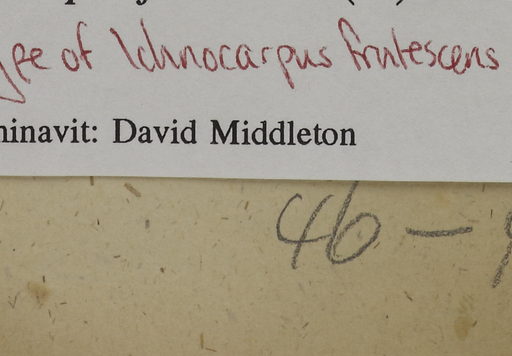 ype of Ichnocarpus frutescens
minavit: David Middleton
46 –